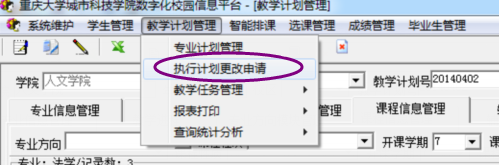 重庆大学城市科技学院数字化校园信息平台 - [教学计划管理]
系统维护 学生管理 教学计划管理 智能排课 选课管理 成绩管理 毕业生管理
专业计划管理
执行计划更改申请
教学任务管理
报表打印
查询统计分析
学院 人文学院 教学计划号 20140402
专业信息管理 课程信息管理
专业方向 开课学期 7 课
专业：法学/记录数：3